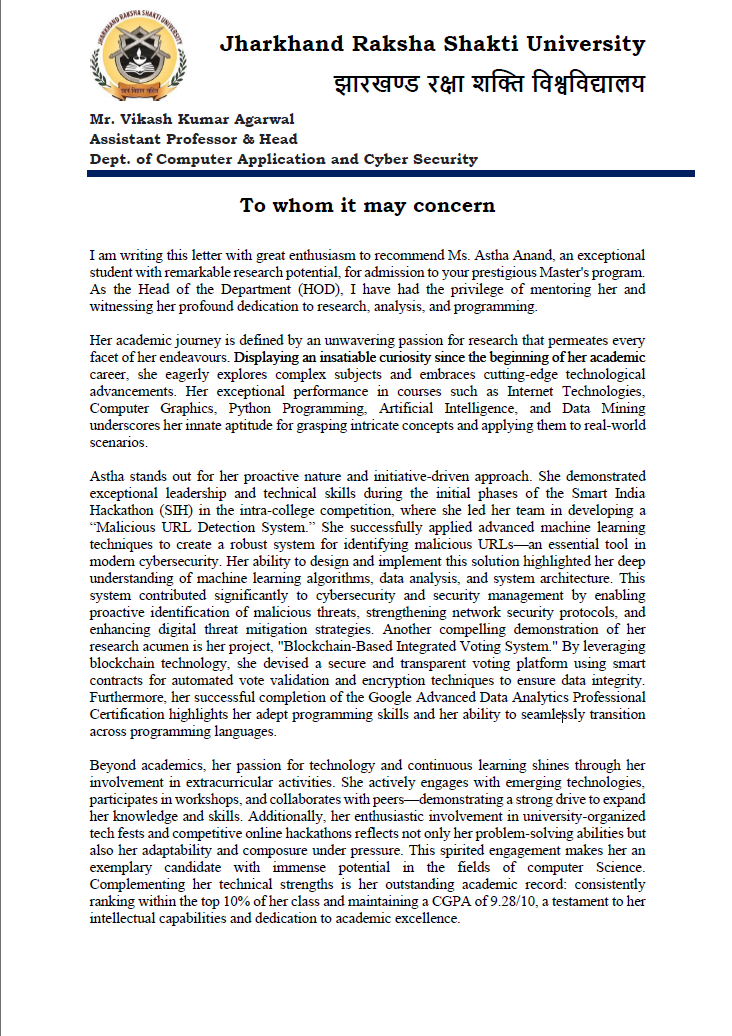 JHARKHAND RAKSHA SHAKTI UNIVERSITY
Jharkhand Raksha Shakti University
झारखण्ड रक्षा शक्ति विश्वविद्यालय
Mr. Vikash Kumar Agarwal
Assistant Professor & Head
Dept. of Computer Application and Cyber Security
To whom it may concern
I am writing this letter with great enthusiasm to recommend Ms. Astha Anand, an exceptional
student with remarkable research potential, for admission to your prestigious Master's program.
As the Head of the Department (HOD), I have had the privilege of mentoring her and
witnessing her profound dedication to research, analysis, and programming.
Her academic journey is defined by an unwavering passion for research that permeates every
facet of her endeavours. Displaying an insatiable curiosity since the beginning of her academic
career, she eagerly explores complex subjects and embraces cutting-edge technological
advancements. Her exceptional performance in courses such as Internet Technologies,
Computer Graphics, Python Programming, Artificial Intelligence, and Data Mining
underscores her innate aptitude for grasping intricate concepts and applying them to real-world
scenarios.
Astha stands out for her proactive nature and initiative-driven approach. She demonstrated
exceptional leadership and technical skills during the initial phases of the Smart India
Hackathon (SIH) in the intra-college competition, where she led her team in developing a
“Malicious URL Detection System.” She successfully applied advanced machine learning
techniques to create a robust system for identifying malicious URLs—an essential tool in
modern cybersecurity. Her ability to design and implement this solution highlighted her deep
understanding of machine learning algorithms, data analysis, and system architecture. This
system contributed significantly to cybersecurity and security management by enabling
proactive identification of malicious threats, strengthening network security protocols, and
enhancing digital threat mitigation strategies. Another compelling demonstration of her
research acumen is her project, "Blockchain-Based Integrated Voting System." By leveraging
blockchain technology, she devised a secure and transparent voting platform using smart
contracts for automated vote validation and encryption techniques to ensure data integrity.
Furthermore, her successful completion of the Google Advanced Data Analytics Professional
Certification highlights her adept programming skills and her ability to seamlessly transition
across programming languages.
Beyond academics, her passion for technology and continuous learning shines through her
involvement in extracurricular activities. She actively engages with emerging technologies,
participates in workshops, and collaborates with peers—demonstrating a strong drive to expand
her knowledge and skills. Additionally, her enthusiastic involvement in university-organized
tech fests and competitive online hackathons reflects not only her problem-solving abilities but
also her adaptability and composure under pressure. This spirited engagement makes her an
exemplary candidate with immense potential in the fields of computer Science.
Complementing her technical strengths is her outstanding academic record: consistently
ranking within the top 10% of her class and maintaining a CGPA of 9.28/10, a testament to her
intellectual capabilities and dedication to academic excellence.